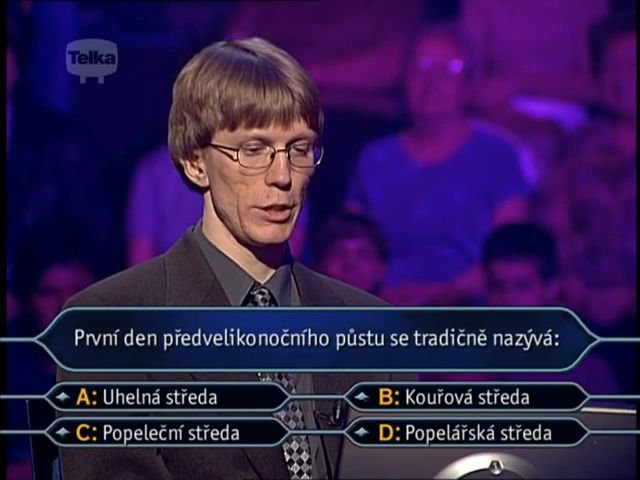 Telka
První den předvelikonočního půstu se tradičně nazývá:
A: Uhelná středa
B: Kouřová středa
C: Popeleční středa
D: Popelářská středa